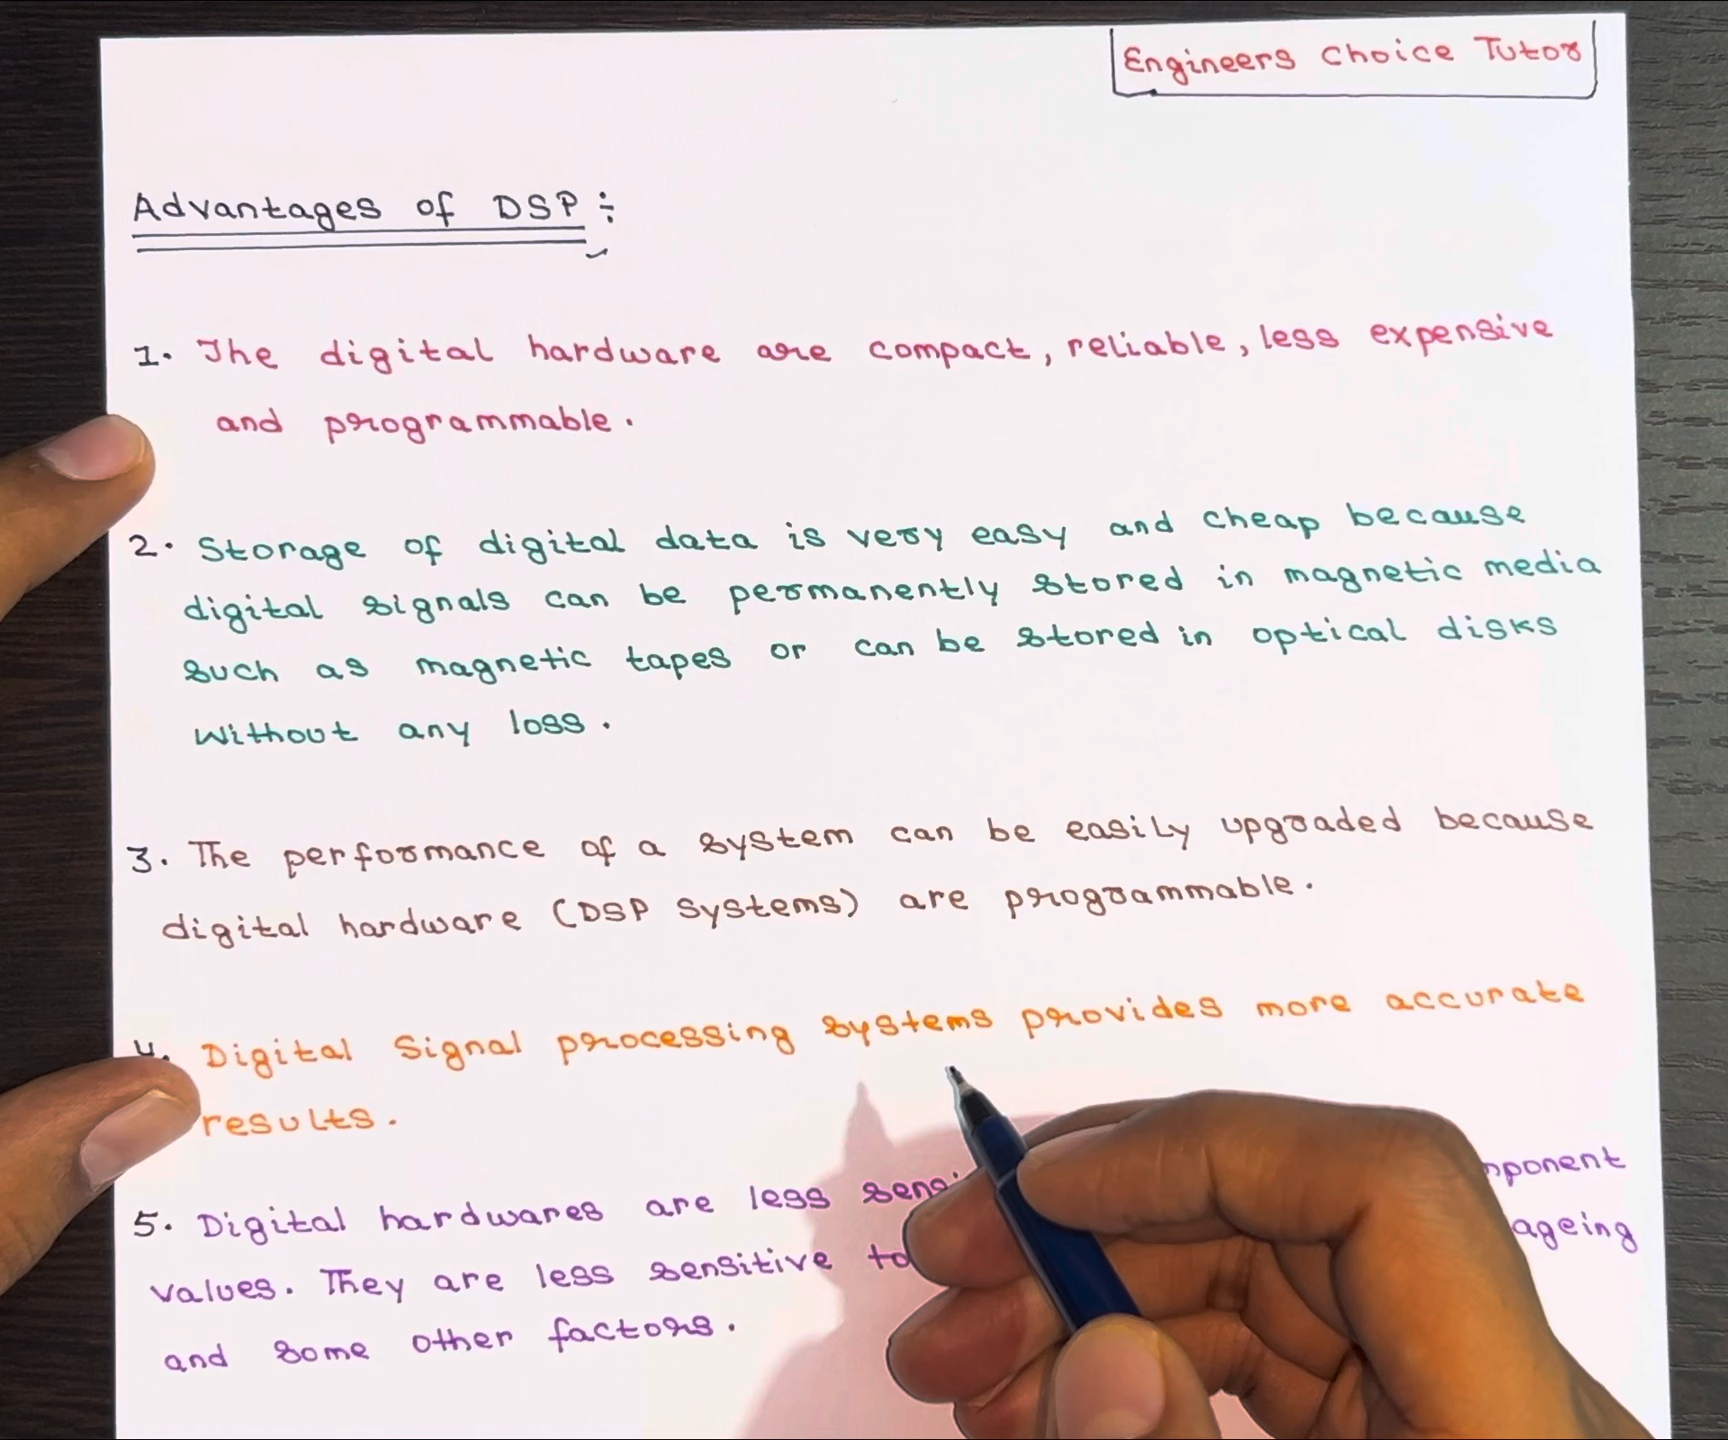 Engineers Choice Tutor
Advantages of DSP :
1. The digital hardware are compact, reliable, less expensive
and programmable.
2. Storage of digital data is very easy and cheap because
digital signals can be permanently stored in magnetic media
such as magnetic tapes or can be stored in optical disks
without any loss.
3. The performance of a system can be easily upgraded because
digital hardware (DSP Systems) are programmable.
4. Digital Signal processing systems provides more accurate
results.
5. Digital hardwares are less
values. They are less sensitive to ageing
and some other factors.